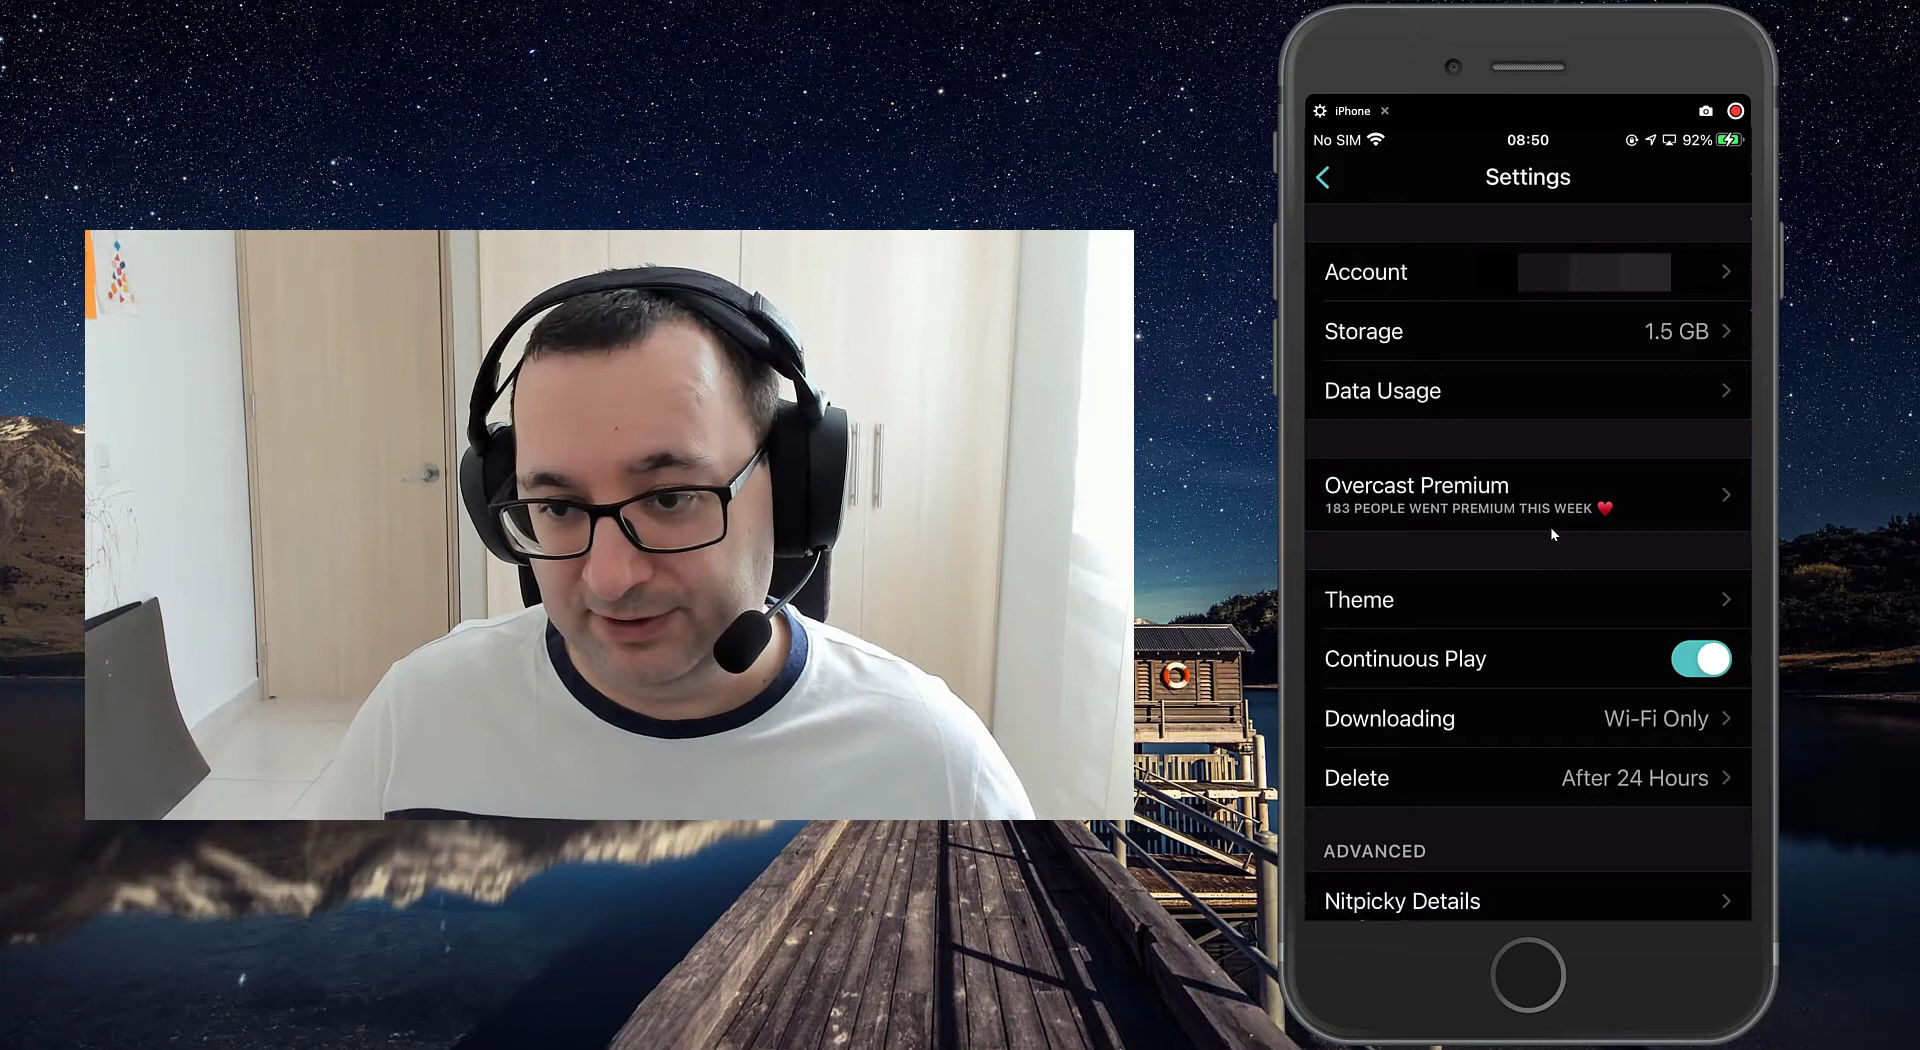 iPhone
No SIM 08:50 92%
Settings
Account
Storage 1.5 GB
Data Usage
Overcast Premium
183 PEOPLE WENT PREMIUM THIS WEEK ❤️
Theme
Continuous Play
Downloading Wi-Fi Only
Delete After 24 Hours
ADVANCED
Nitpicky Details